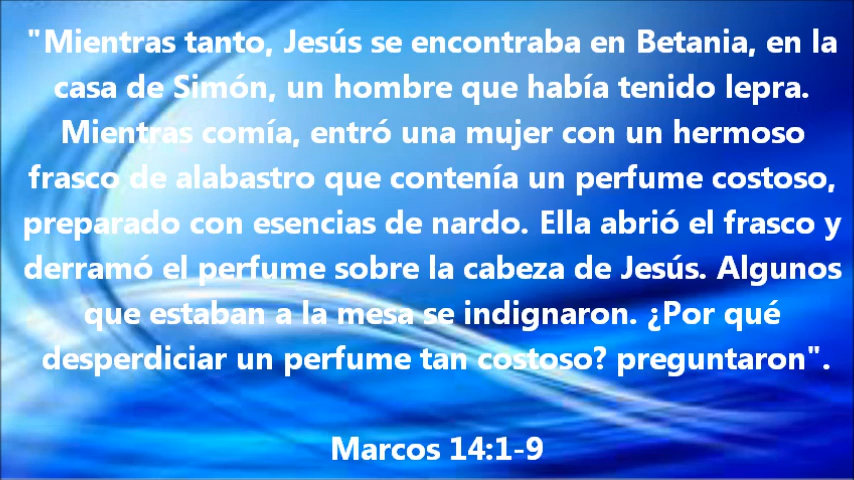 "Mientras tanto, Jesús se encontraba en Betania, en la
casa de Simón, un hombre que había tenido lepra.
Mientras comía, entró una mujer con un hermoso
frasco de alabastro que contenía un perfume costoso,
preparado con esencias de nardo. Ella abrió el frasco y
derramó el perfume sobre la cabeza de Jesús. Algunos
que estaban a la mesa se indignaron. ¿Por qué
desperdiciar un perfume tan costoso? preguntaron".
Marcos 14:1-9